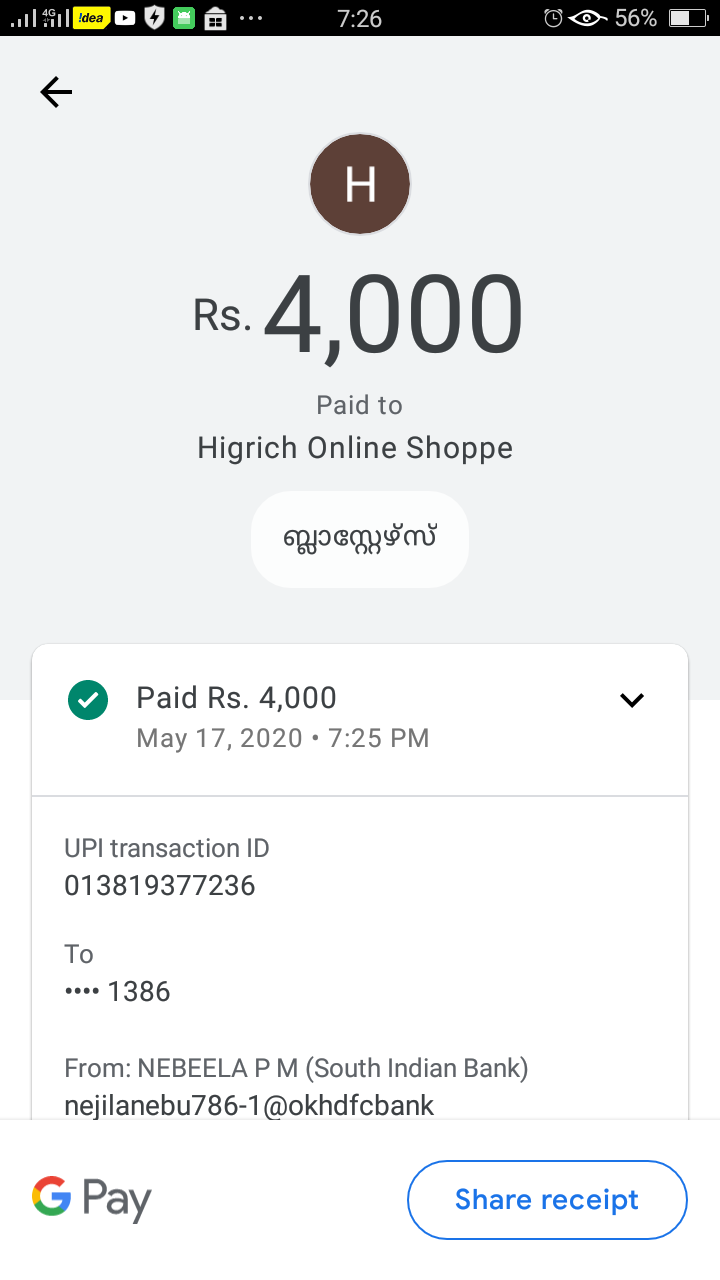 4G
!dea
...
7:26
56%
H
Rs. 4,000
Paid to
Higrich Online Shoppe
ബ്ലാസ്റ്റേഴ്സ്
Paid Rs. 4,000
May 17, 2020 • 7:25 PM
UPI transaction ID
013819377236
To
•••• 1386
From: NEBEELA P M (South Indian Bank)
nejilanebu786-1@okhdfcbank
G Pay
Share receipt